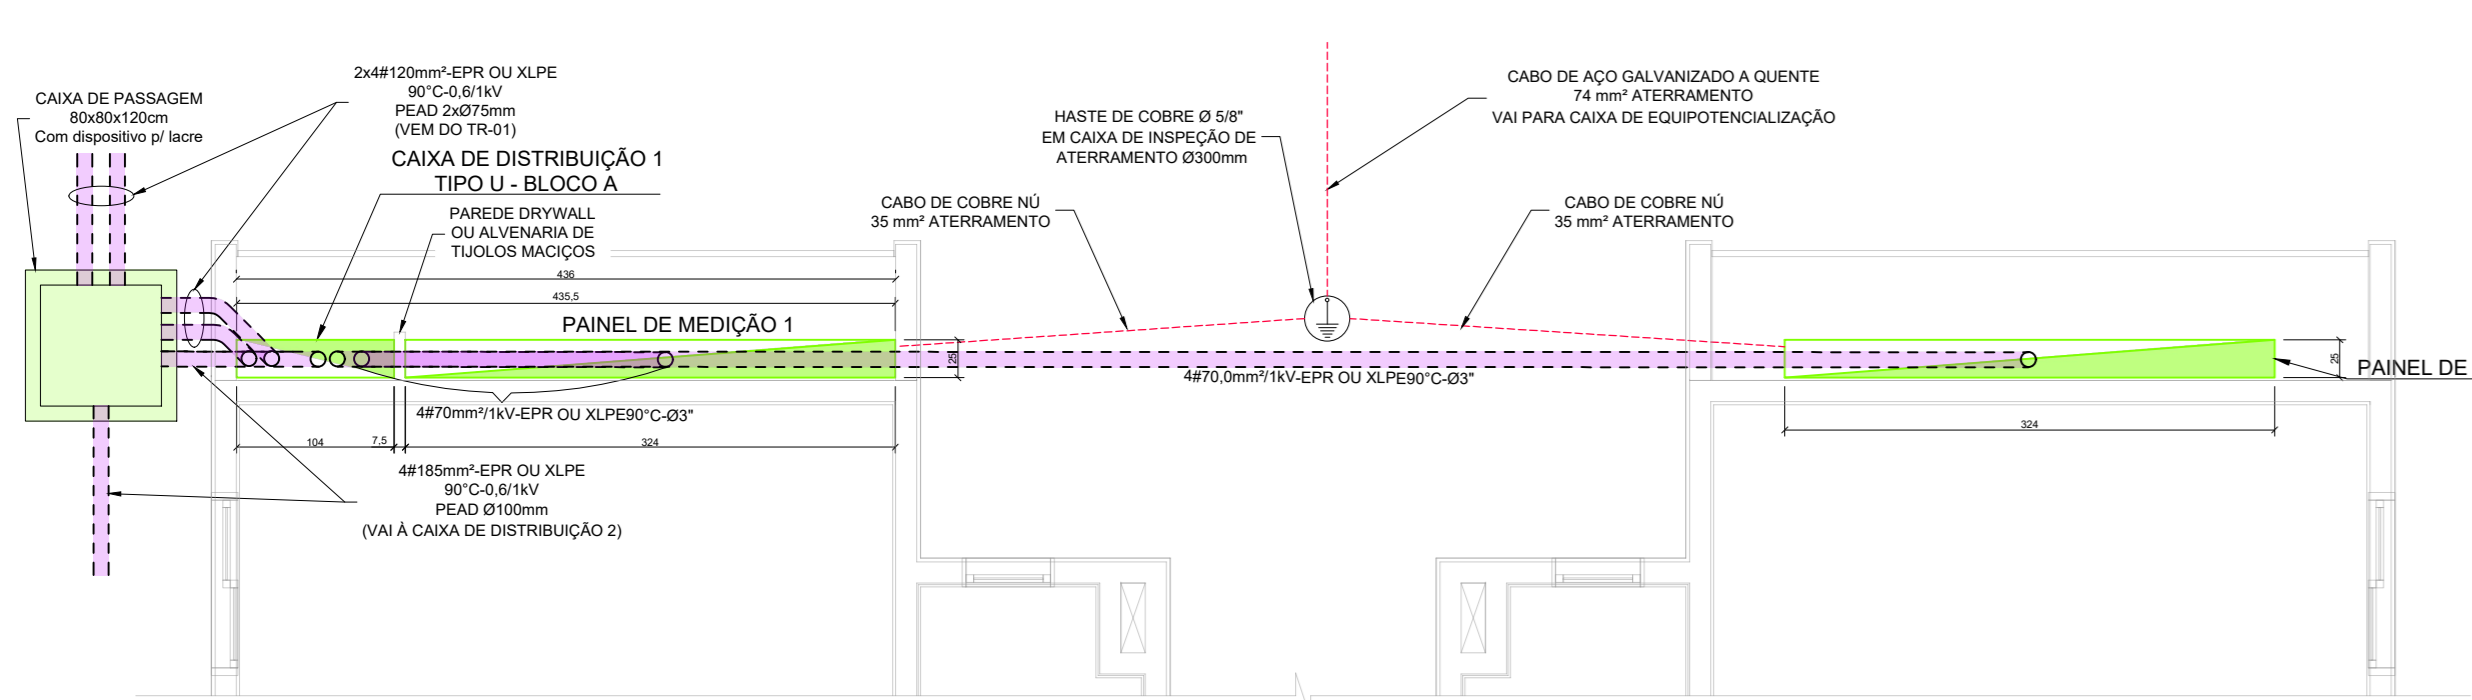 CAIXA DE PASSAGEM
80x80x120cm
Com dispositivo p/ lacre
2x4#120mm²-EPR OU XLPE
90°C-0,6/1kV
PEAD 2xØ75mm
(VEM DO TR-01)
CAIXA DE DISTRIBUIÇÃO 1
TIPO U - BLOCO A
PAREDE DRYWALL
OU ALVENARIA DE
TIJOLOS MACIÇOS
HASTE DE COBRE Ø 5/8"
EM CAIXA DE INSPEÇÃO DE
ATERRAMENTO Ø300mm
CABO DE AÇO GALVANIZADO A QUENTE
74 mm² ATERRAMENTO
VAI PARA CAIXA DE EQUIPOTENCIALIZAÇÃO
CABO DE COBRE NÚ
35 mm² ATERRAMENTO
CABO DE COBRE NÚ
35 mm² ATERRAMENTO
436
435,5
PAINEL DE MEDIÇÃO 1
25
25
PAINEL DE
4#70,0mm²/1kV-EPR OU XLPE90°C-Ø3"
4#70mm²/1kV-EPR OU XLPE90°C-Ø3"
104
7,5
324
324
4#185mm²-EPR OU XLPE
90°C-0,6/1kV
PEAD Ø100mm
(VAI À CAIXA DE DISTRIBUIÇÃO 2)